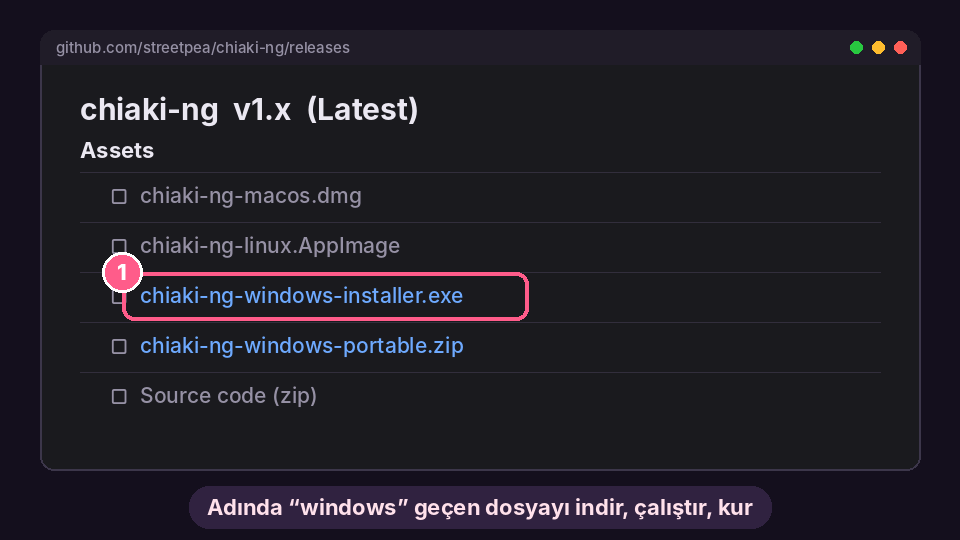 github.com/streetpea/chiaki-ng/releases
chiaki-ng v1.x (Latest)
Assets
chiaki-ng-macos.dmg
chiaki-ng-linux.AppImage
1
chiaki-ng-windows-installer.exe
chiaki-ng-windows-portable.zip
Source code (zip)
Adında “windows” geçen dosyayı indir, çalıştır, kur